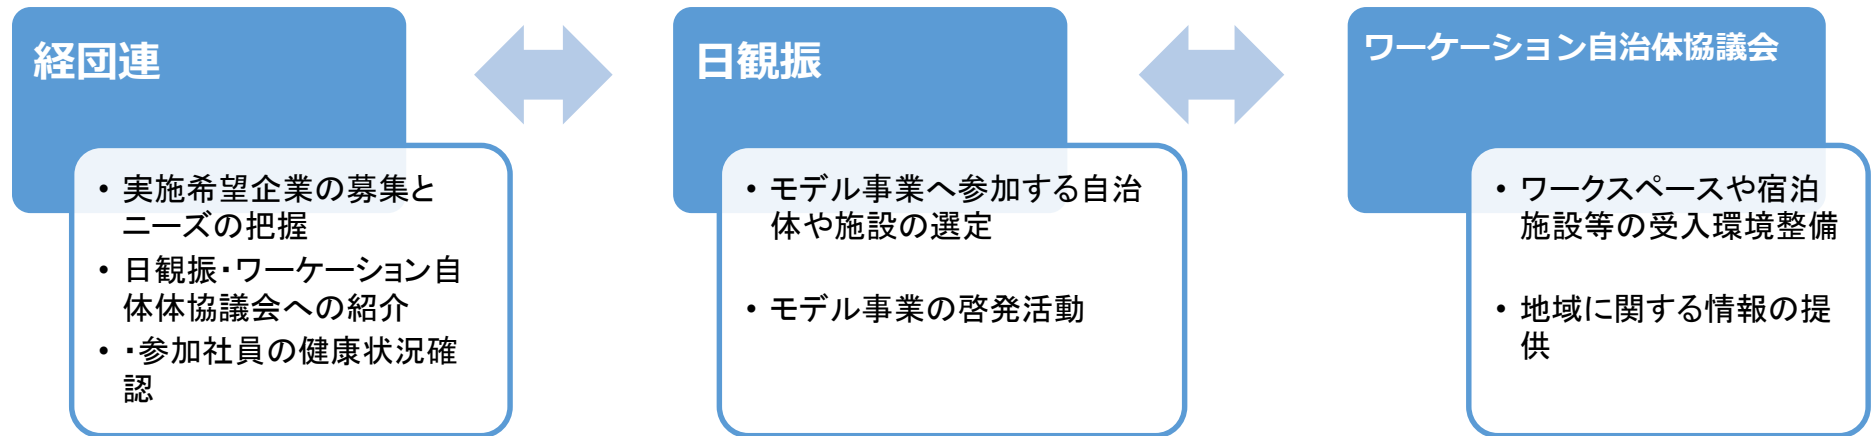 経団連
• 実施希望企業の募集と
ニーズの把握
• 日観振・ワーケーション自
体体協議会への紹介
• ・参加社員の健康状況確
認
日観振
• モデル事業へ参加する自治
体や施設の選定
• モデル事業の啓発活動
ワーケーション自治体協議会
• ワークスペースや宿泊
施設等の受入環境整備
• 地域に関する情報の提
供